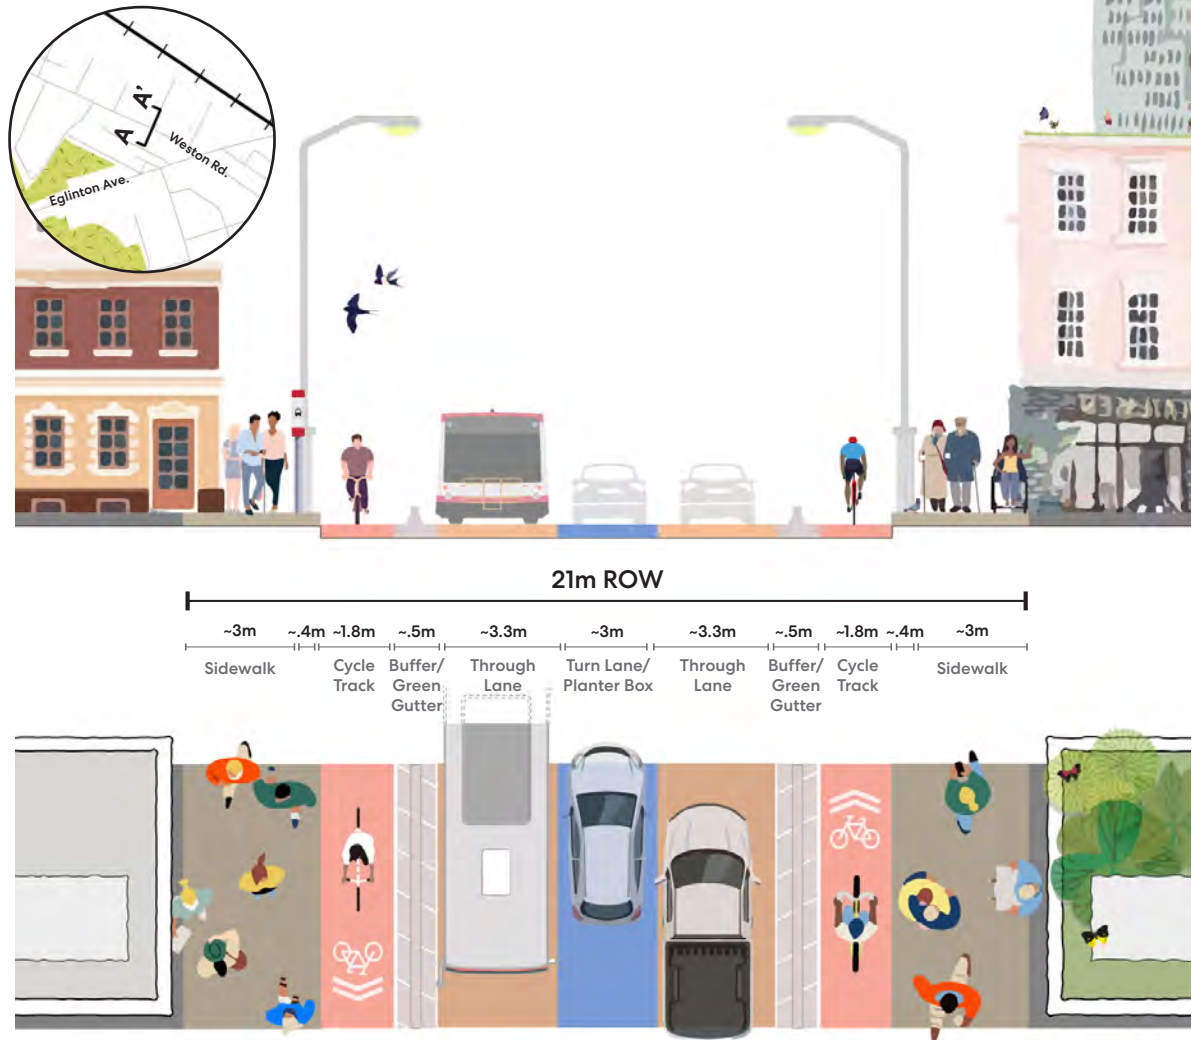 A'
A
Weston Rd.
Eglinton Ave.
21m ROW
~3m ~.4m ~1.8m ~.5m ~3.3m ~3m ~3.3m ~.5m ~1.8m ~.4m ~3m
Sidewalk Cycle Buffer/ Through Turn Lane/ Through Buffer/ Cycle Sidewalk
Track Green Lane Planter Box Lane Green Track
Gutter Gutter